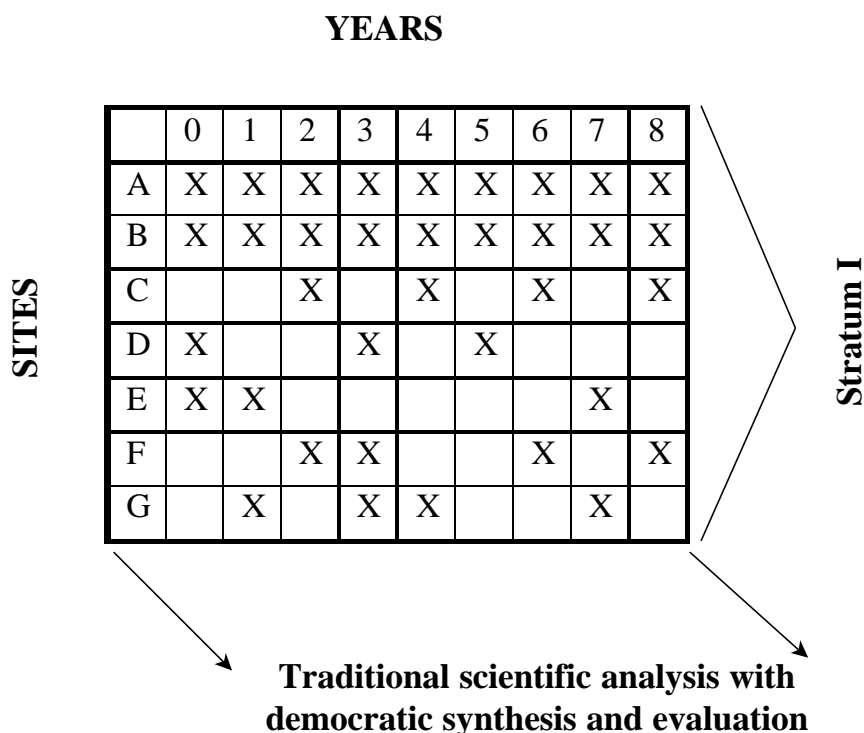 YEARS
0 1 2 3 4 5 6 7 8
A X X X X X X X X X
B X X X X X X X X X
C X X X X
D X X X
E X X X
F X X X X
G X X X X
SITES
Stratum I
Traditional scientific analysis with
democratic synthesis and evaluation